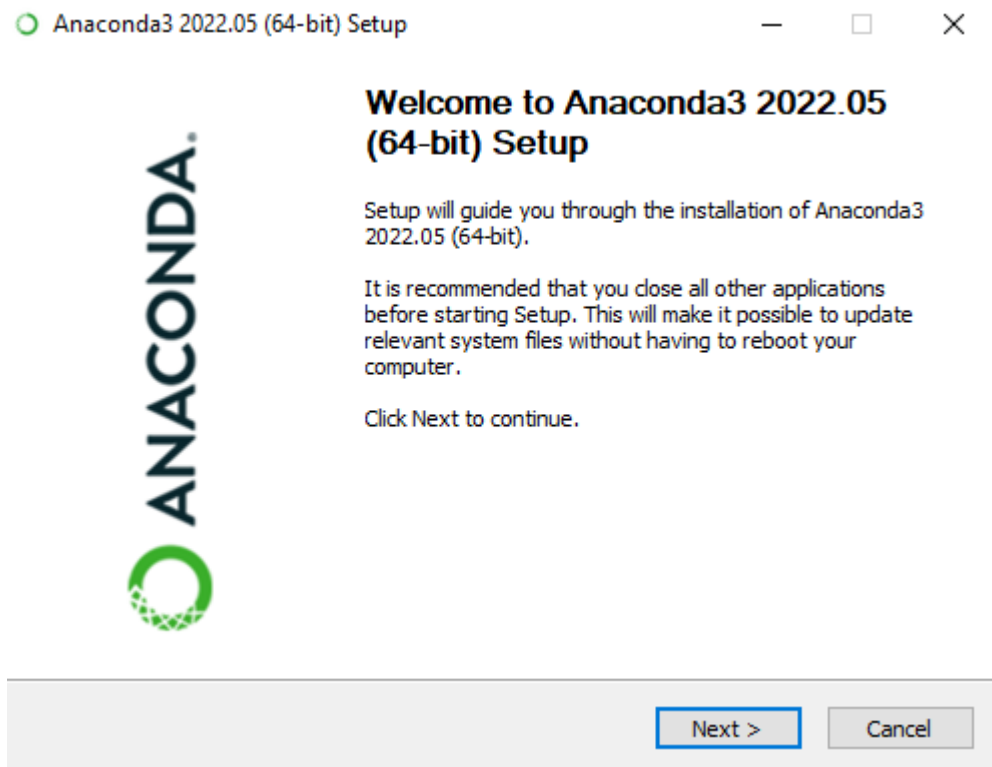 Anaconda3 2022.05 (64-bit) Setup
Welcome to Anaconda3 2022.05
(64-bit) Setup
Setup will guide you through the installation of Anaconda3
2022.05 (64-bit).
It is recommended that you close all other applications
before starting Setup. This will make it possible to update
relevant system files without having to reboot your
computer.
Click Next to continue.
ANACONDA.
Next >
Cancel